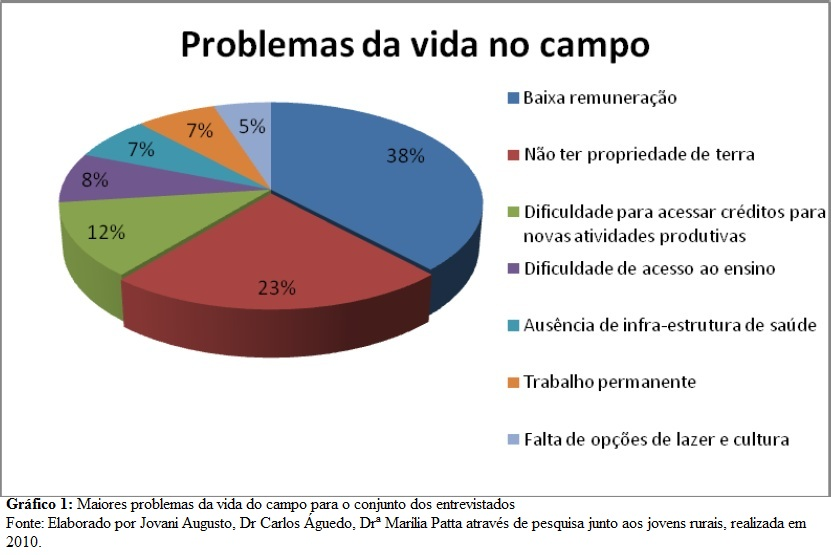 Problemas da vida no campo
38%
23%
12%
8%
7%
7%
5%
Baixa remuneração
Não ter propriedade de terra
Dificuldade para acessar créditos para
novas atividades produtivas
Dificuldade de acesso ao ensino
Ausência de infra-estrutura de saúde
Trabalho permanente
Falta de opções de lazer e cultura
Gráfico 1: Maiores problemas da vida do campo para o conjunto dos entrevistados
Fonte: Elaborado por Jovani Augusto, Dr Carlos Águedo, Drª Marília Patta através de pesquisa junto aos jovens rurais, realizada em
2010.